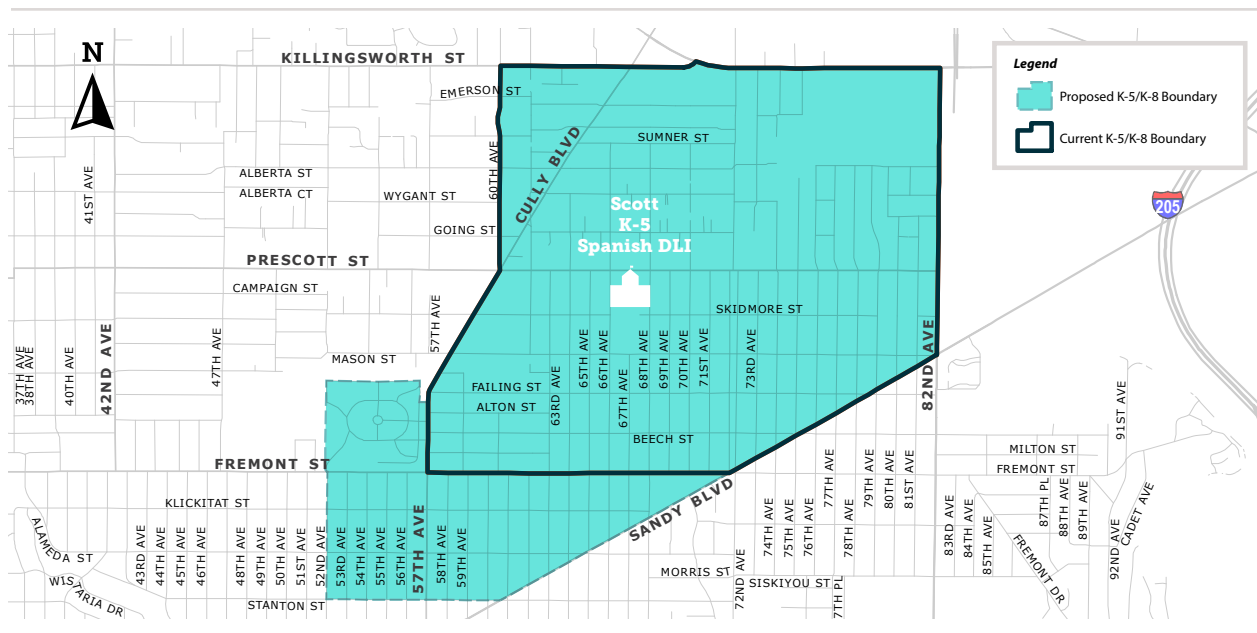 N
KILLINGSWORTH ST
EMERSON ST
SUMNER ST
60TH AVE
CULLY BLVD
41ST AVE
ALBERTA ST
ALBERTA CT
WYGANT ST
GOING ST
Scott
K-5
Spanish DLI
PRESCOTT ST
CAMPAIGN ST
SKIDMORE ST
57TH AVE
MASON ST
37TH AVE
38TH AVE
40TH AVE
42ND AVE
47TH AVE
FAILING ST
ALTON ST
63RD AVE
65TH AVE
66TH AVE
67TH AVE
68TH AVE
69TH AVE
70TH AVE
71ST AVE
73RD AVE
82ND AVE
BEECH ST
FREMONT ST
KLICKITAT ST
ALAMEDA ST
WISTARIA DR
43RD AVE
44TH AVE
45TH AVE
46TH AVE
48TH AVE
49TH AVE
50TH AVE
51ST AVE
52ND AVE
53RD AVE
54TH AVE
55TH AVE
56TH AVE
57TH AVE
58TH AVE
59TH AVE
STANTON ST
SANDY BLVD
MORRIS ST
SISKIYOU ST
72ND AVE
74TH AVE
75TH AVE
76TH AVE
77TH AVE
78TH AVE
7TH PL
79TH AVE
80TH AVE
81ST AVE
83RD AVE
84TH AVE
85TH AVE
MILTON ST
FREMONT ST
FREMONT DR
87TH PL
88TH AVE
89TH AVE
91ST AVE
92ND AVE
CADET AVE
205
Legend
Proposed K-5/K-8 Boundary
Current K-5/K-8 Boundary